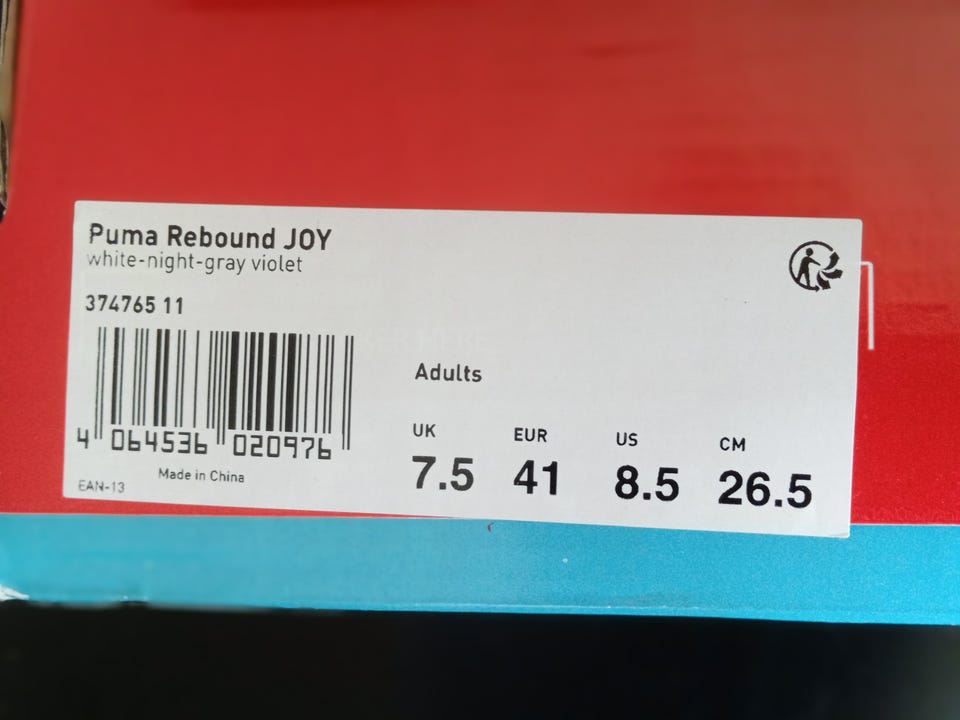 Puma Rebound JOY
white-night-gray violet
374765 11
4 064536 020976
EAN-13
Made in China
Adults
UK EUR US CM
7.5 41 8.5 26.5